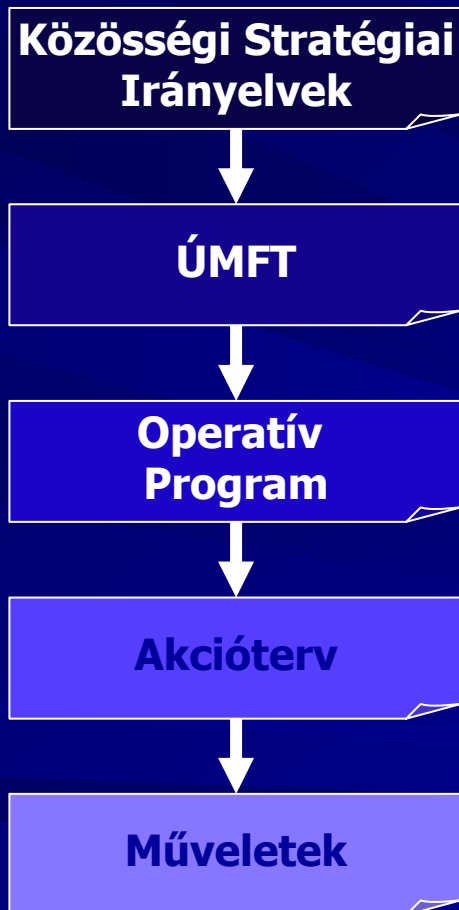 Közösségi Stratégiai
Irányelvek
ÚMFT
Operatív
Program
Akcióterv
Műveletek